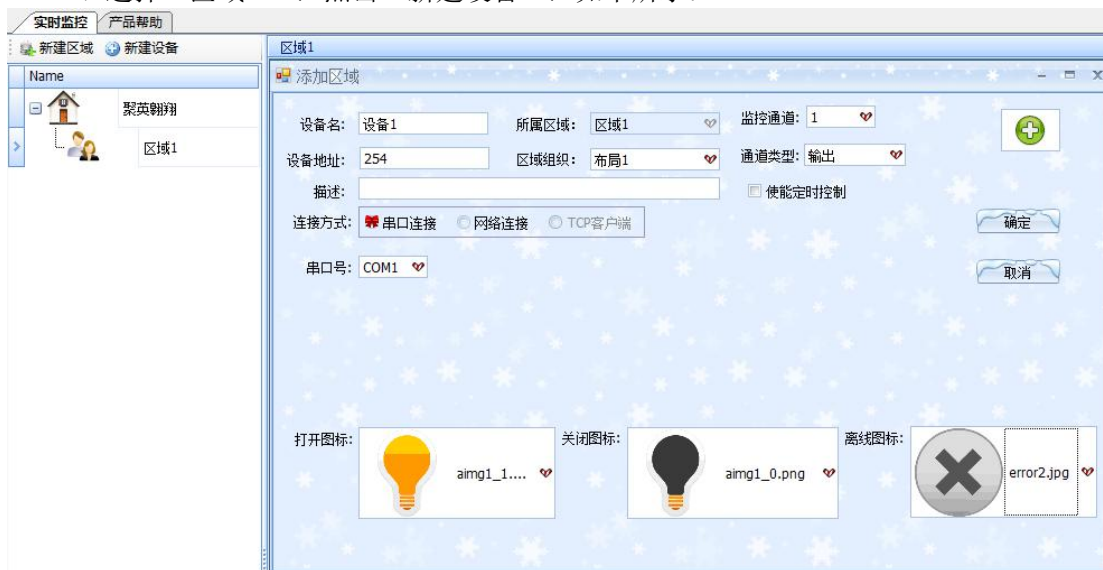 实时监控 产品帮助
新建区域 新建设备
区域1
Name
添加区域
聚英翱翔
区域1
设备名: 设备1 所属区域: 区域1 监控通道: 1
设备地址: 254 区域组织: 布局1 通道类型: 输出
描述: 使能定时控制
连接方式: 串口连接 网络连接 TCP客户端
确定
串口号: COM1
取消
打开图标: aimg1_1.... 关闭图标: aimg1_0.png 离线图标: error2.jpg